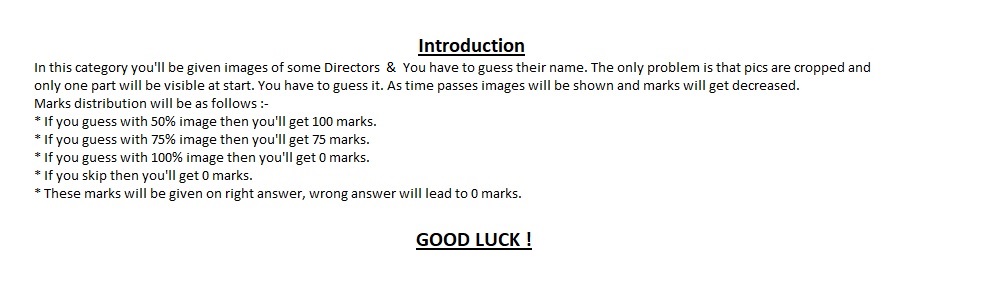 Introduction
In this category you'll be given images of some Directors & You have to guess their name. The only problem is that pics are cropped and
only one part will be visible at start. You have to guess it. As time passes images will be shown and marks will get decreased.
Marks distribution will be as follows :-
* If you guess with 50% image then you'll get 100 marks.
* If you guess with 75% image then you'll get 75 marks.
* If you guess with 100% image then you'll get 0 marks.
* If you skip then you'll get 0 marks.
* These marks will be given on right answer, wrong answer will lead to 0 marks.
GOOD LUCK !